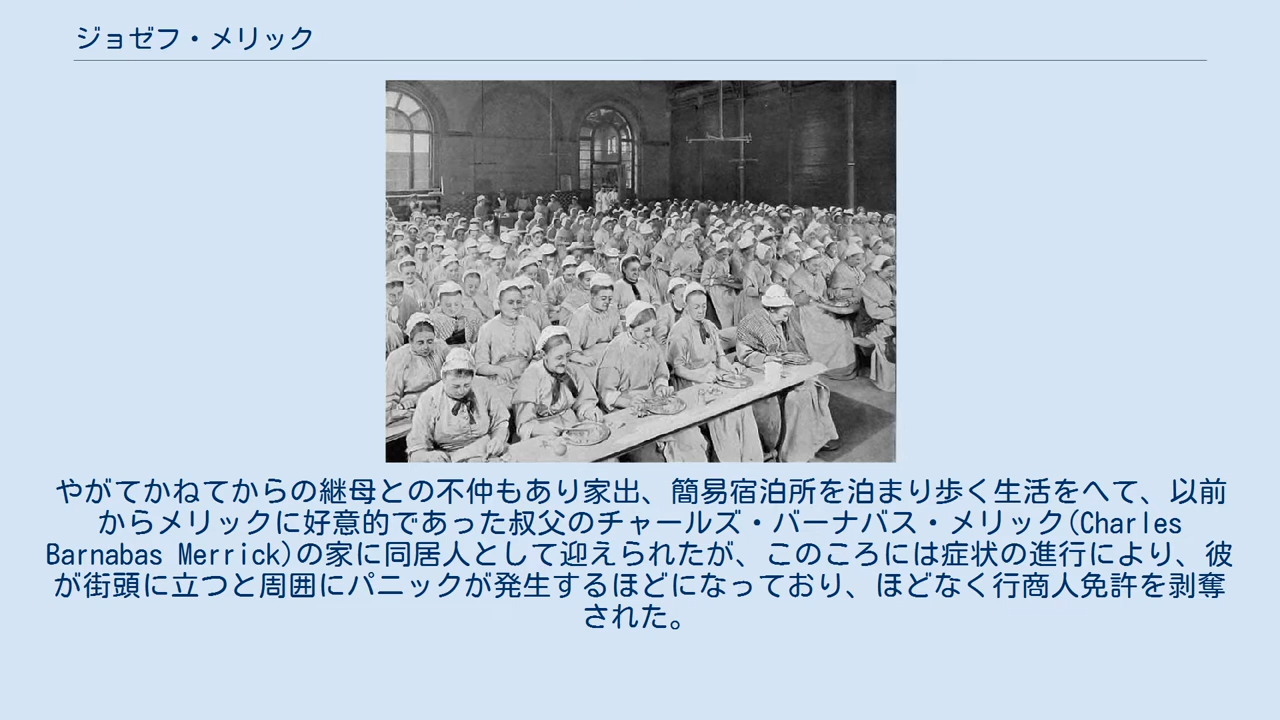 ジョゼフ・メリック
やがてかねてからの継母との不仲もあり家出、簡易宿泊所を泊まり歩く生活をへて、以前
からメリックに好意的であった叔父のチャールズ・バーナバス・メリック(Charles
Barnabas Merrick)の家に同居人として迎えられたが、このころには症状の進行により、彼
が街頭に立つと周囲にパニックが発生するほどになっており、ほどなく行商人免許を剥奪
された。